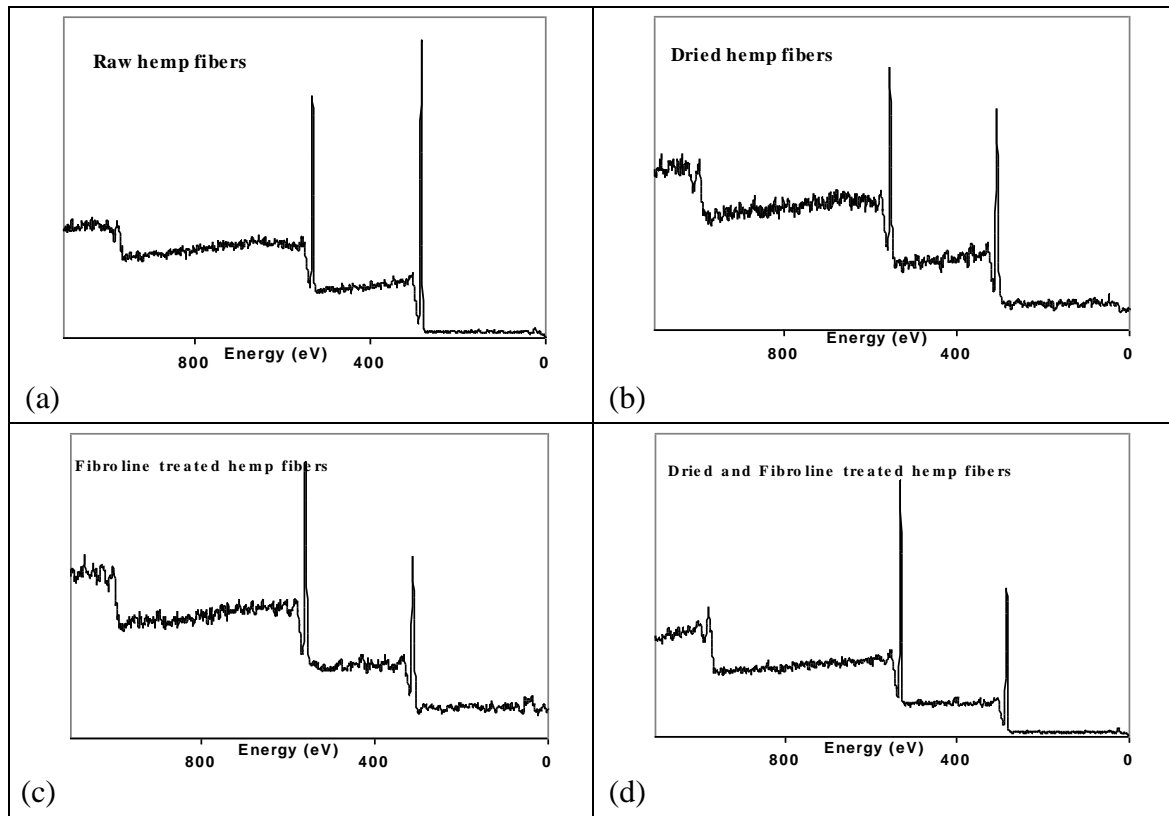 Raw hemp fibers
Energy (eV)
800 400 0
(a)
Dried hemp fibers
Energy (eV)
800 400 0
(b)
Fibroline treated hemp fibers
Energy (eV)
800 400 0
(c)
Dried and Fibroline treated hemp fibers
Energy (eV)
800 400 0
(d)